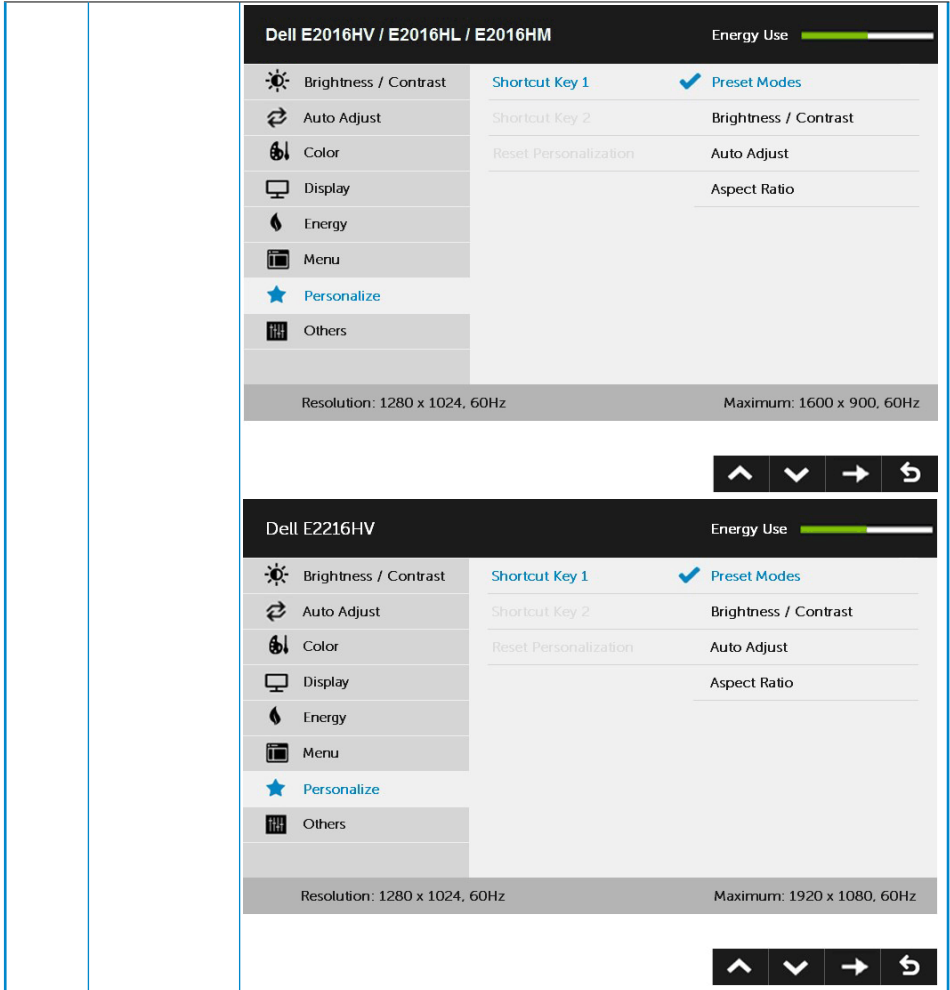 Dell E2016HV / E2016HL / E2016HM Energy Use
Brightness / Contrast Shortcut Key 1 Preset Modes
Auto Adjust Shortcut Key 2 Brightness / Contrast
Color Reset Personalization Auto Adjust
Display Aspect Ratio
Energy
Menu
Personalize
Others
Resolution: 1280 x 1024, 60Hz Maximum: 1600 x 900, 60Hz
Dell E2216HV Energy Use
Brightness / Contrast Shortcut Key 1 Preset Modes
Auto Adjust Shortcut Key 2 Brightness / Contrast
Color Reset Personalization Auto Adjust
Display Aspect Ratio
Energy
Menu
Personalize
Others
Resolution: 1280 x 1024, 60Hz Maximum: 1920 x 1080, 60Hz